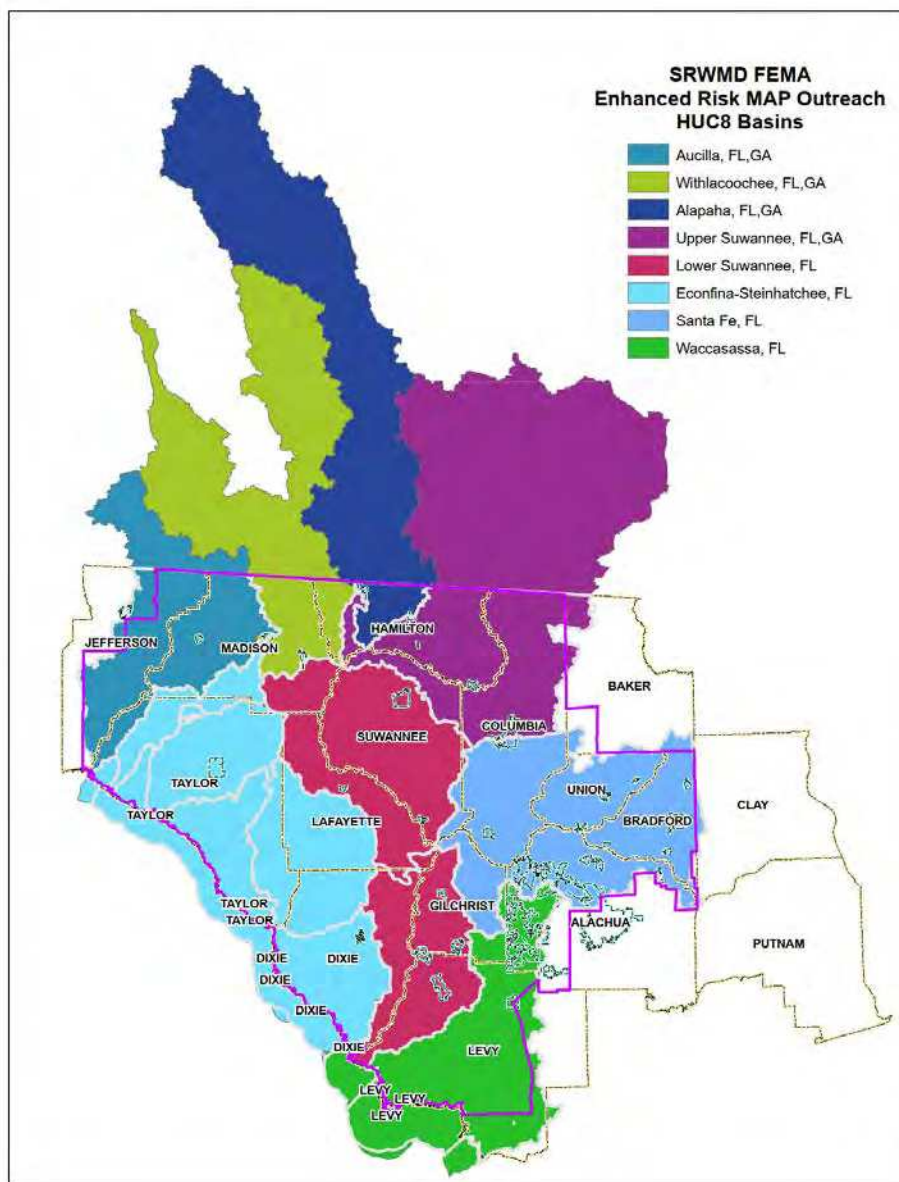 SRWMD FEMA
Enhanced Risk MAP Outreach
HUC8 Basins
Aucilla, FL,GA
Withlacoochee, FL,GA
Alapaha, FL,GA
Upper Suwannee, FL,GA
Lower Suwannee, FL
Econfina-Steinhatchee, FL
Santa Fe, FL
Waccasassa, FL
JEFFERSON
MADISON
HAMILTON
BAKER
COLUMBIA
SUWANNEE
TAYLOR
UNION
CLAY
TAYLOR
LAFAYETTE
BRADFORD
TAYLOR
GILCHRIST
TAYLOR
ALACHUA
PUTNAM
DIXIE
DIXIE
DIXIE
DIXIE
DIXIE
LEVY
LEVY
LEVY
LEVY